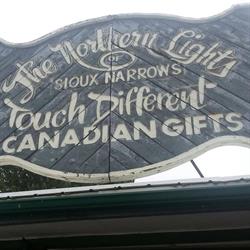 The Northern Lights
OF
SIOUX NARROWS
Touch Different
CANADIAN GIFTS